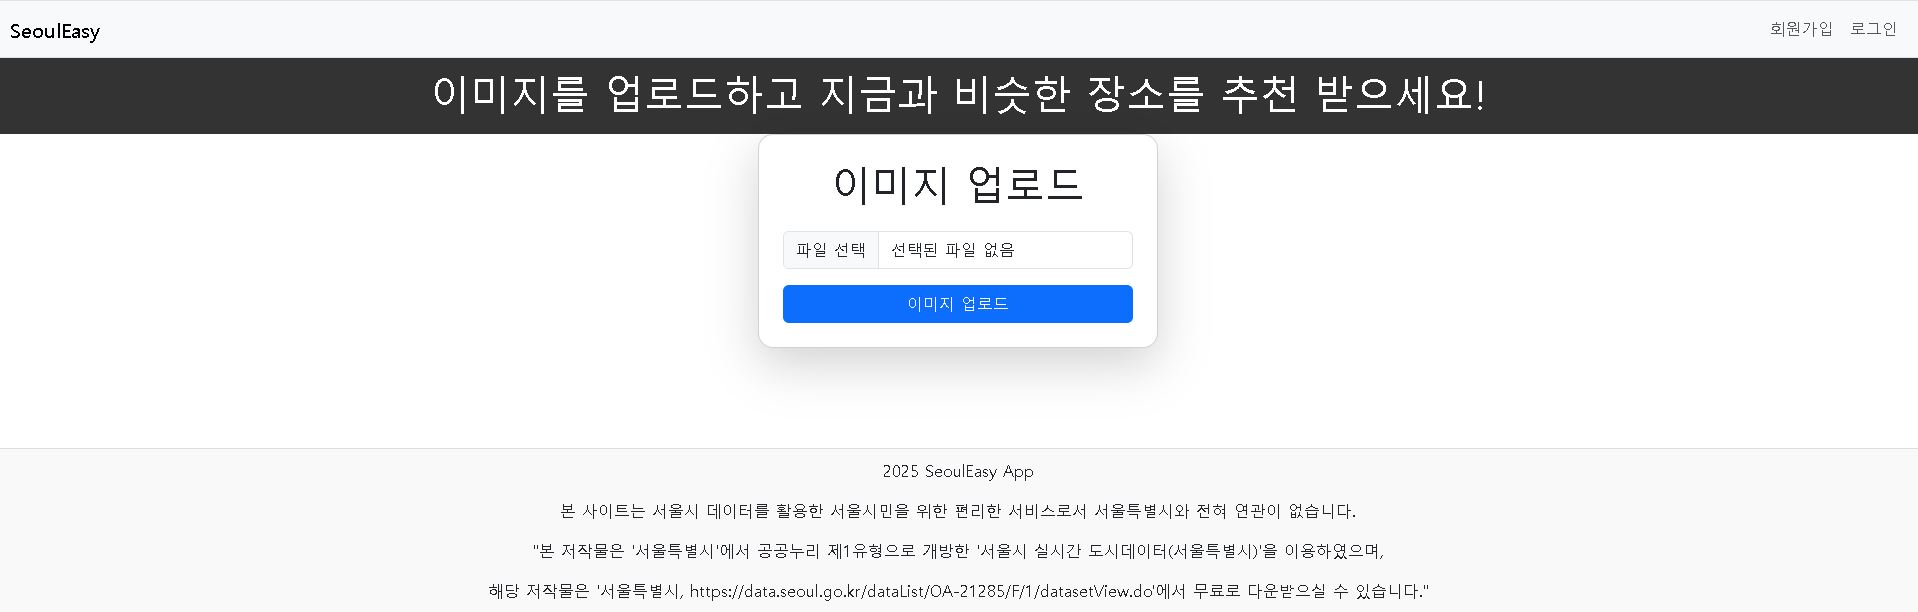 SeoulEasy
회원가입 로그인
이미지를 업로드하고 지금과 비슷한 장소를 추천 받으세요!
이미지 업로드
파일 선택 선택된 파일 없음
이미지 업로드
2025 SeoulEasy App
본 사이트는 서울시 데이터를 활용한 서울시민을 위한 편리한 서비스로서 서울특별시와 전혀 연관이 없습니다.
"본 저작물은 '서울특별시'에서 공공누리 제1유형으로 개방한 '서울시 실시간 도시데이터(서울특별시)'을 이용하였으며,
해당 저작물은 '서울특별시, https://data.seoul.go.kr/dataList/OA-21285/F/1/datasetView.do'에서 무료로 다운받으실 수 있습니다."